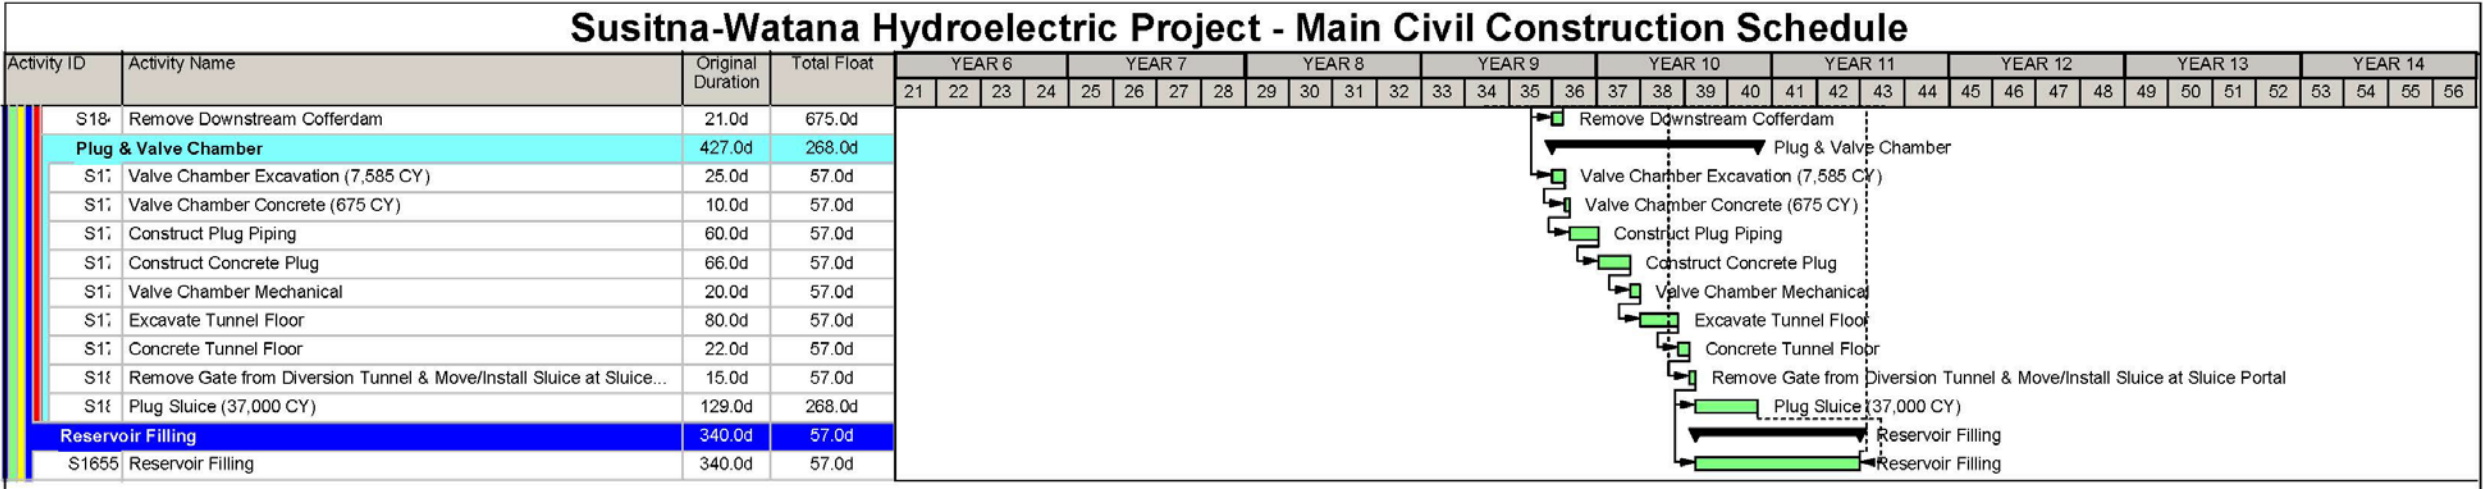 Susitna-Watana Hydroelectric Project - Main Civil Construction Schedule
Activity ID Activity Name Original Duration Total Float YEAR 6 YEAR 7 YEAR 8 YEAR 9 YEAR 10 YEAR 11 YEAR 12 YEAR 13 YEAR 14
21 22 23 24 25 26 27 28 29 30 31 32 33 34 35 36 37 38 39 40 41 42 43 44 45 46 47 48 49 50 51 52 53 54 55 56
S18 Remove Downstream Cofferdam 21.0d 675.0d Remove Downstream Cofferdam
Plug & Valve Chamber 427.0d 268.0d Plug & Valve Chamber
S17 Valve Chamber Excavation (7,585 CY) 25.0d 57.0d Valve Chamber Excavation (7,585 CY)
S17 Valve Chamber Concrete (675 CY) 10.0d 57.0d Valve Chamber Concrete (675 CY)
S17 Construct Plug Piping 60.0d 57.0d Construct Plug Piping
S17 Construct Concrete Plug 66.0d 57.0d Construct Concrete Plug
S17 Valve Chamber Mechanical 20.0d 57.0d Valve Chamber Mechanical
S17 Excavate Tunnel Floor 80.0d 57.0d Excavate Tunnel Floor
S17 Concrete Tunnel Floor 22.0d 57.0d Concrete Tunnel Floor
S18 Remove Gate from Diversion Tunnel & Move/Install Sluice at Sluice... 15.0d 57.0d Remove Gate from Diversion Tunnel & Move/Install Sluice at Sluice Portal
S18 Plug Sluice (37,000 CY) 129.0d 268.0d Plug Sluice (37,000 CY)
Reservoir Filling 340.0d 57.0d Reservoir Filling
S1655 Reservoir Filling 340.0d 57.0d Reservoir Filling